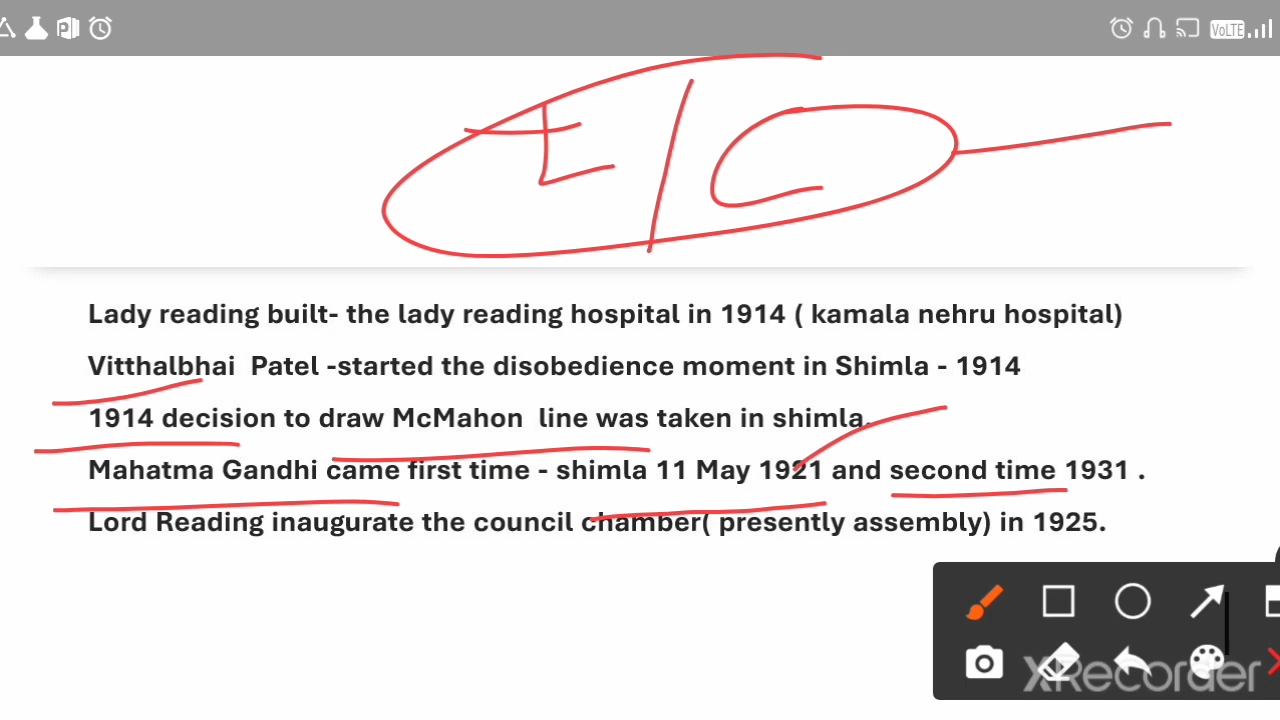 VoLTE
Lady reading built- the lady reading hospital in 1914 ( kamala nehru hospital)
Vitthalbhai Patel -started the disobedience moment in Shimla - 1914
1914 decision to draw McMahon line was taken in shimla.
Mahatma Gandhi came first time - shimla 11 May 1921 and second time 1931 .
Lord Reading inaugurate the council chamber( presently assembly) in 1925.
XRecorder